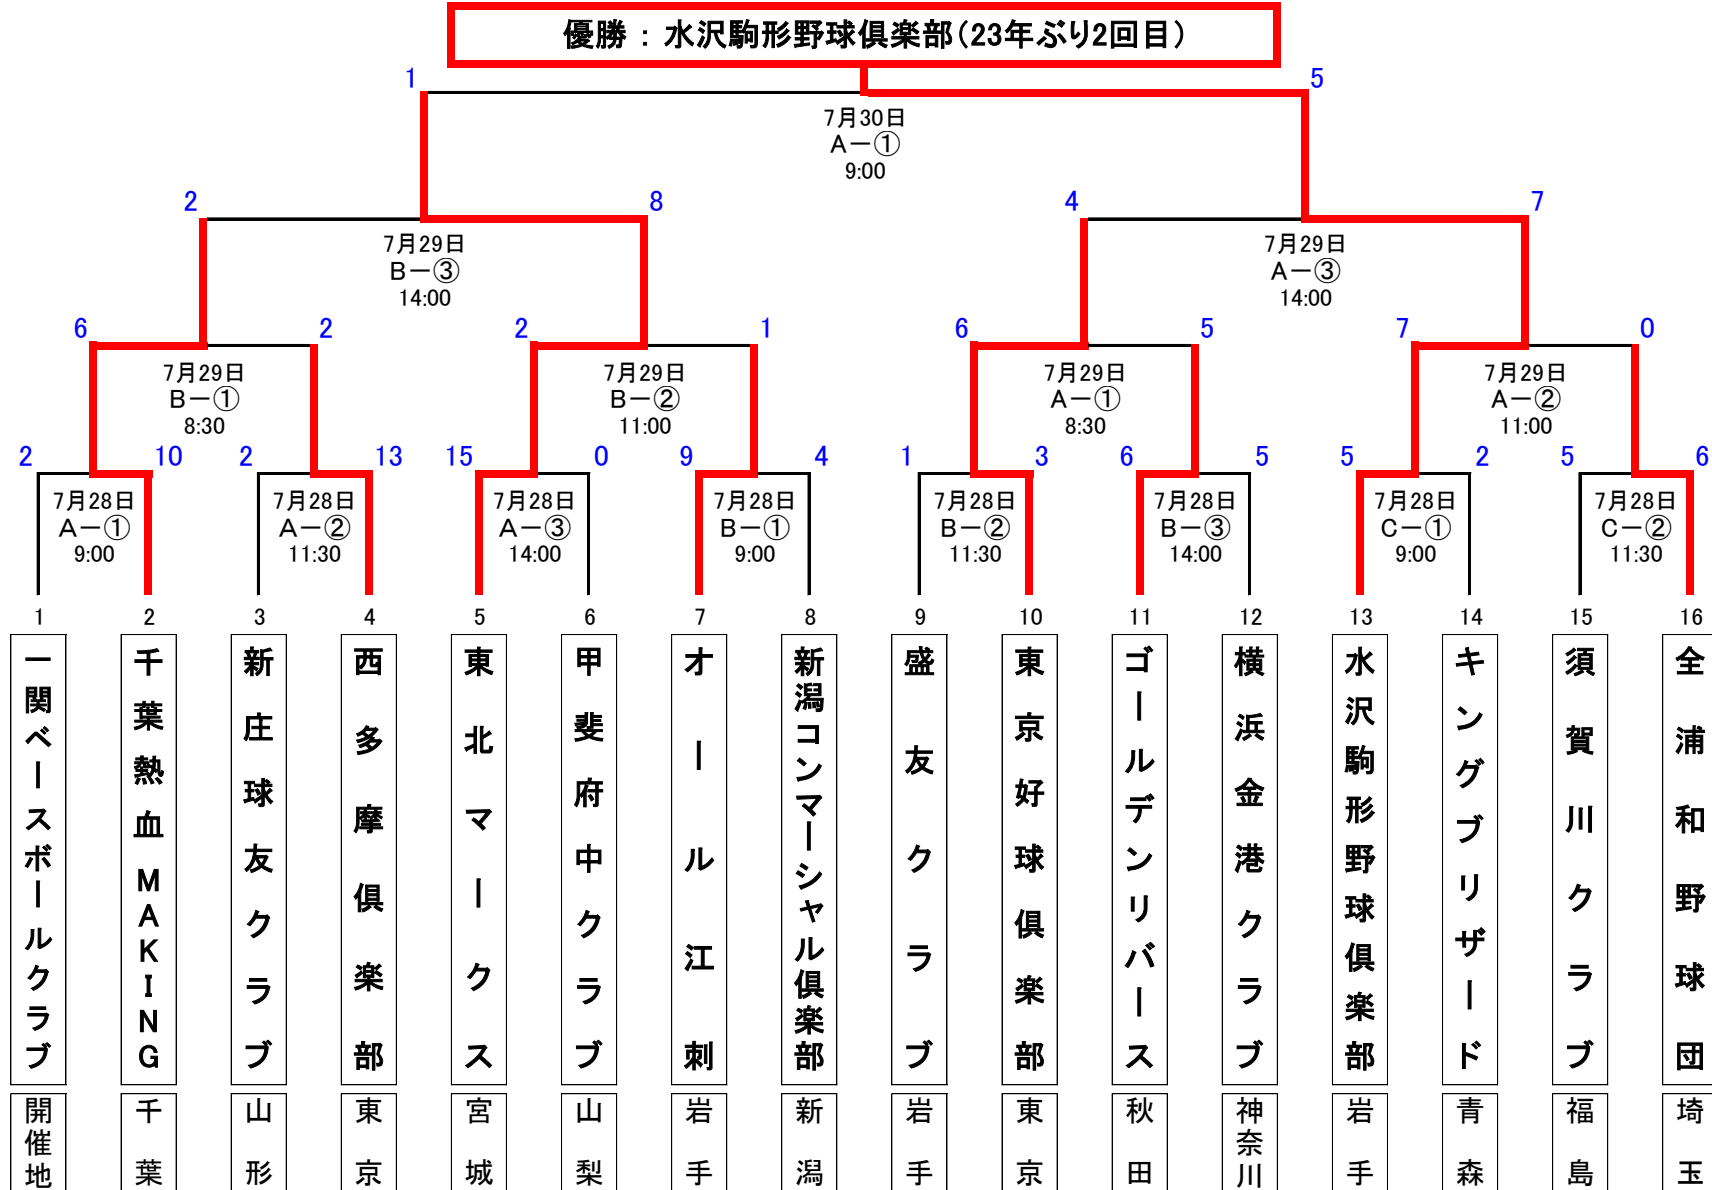 優勝 : 水沢駒形野球倶楽部(23年ぶり2回目)
1
5
7月30日
A-①
9:00
2
8
4
7
7月29日
B-③
14:00
7月29日
A-③
14:00
6
2
2
1
6
5
7
0
7月29日
B-①
8:30
7月29日
B-②
11:00
7月29日
A-①
8:30
7月29日
A-②
11:00
2
10
2
13
15
0
9
4
1
3
6
5
5
2
5
6
7月28日
A-①
9:00
7月28日
A-②
11:30
7月28日
A-③
14:00
7月28日
B-①
9:00
7月28日
B-②
11:30
7月28日
B-③
14:00
7月28日
C-①
9:00
7月28日
C-②
11:30
1
2
3
4
5
6
7
8
9
10
11
12
13
14
15
16
一関ベースボールクラブ
千葉熱血MAKING
新庄球友クラブ
西多摩倶楽部
東北マークス
甲斐府中クラブ
オール江刺
新潟コンマーシャル倶楽部
盛友クラブ
東京好球倶楽部
ゴールデンリバース
横浜金港クラブ
水沢駒形野球倶楽部
キングブリザード
須賀川クラブ
全浦和野球団
開催地
千葉
山形
東京
宮城
山梨
岩手
新潟
岩手
東京
秋田
神奈川
岩手
青森
福島
埼玉